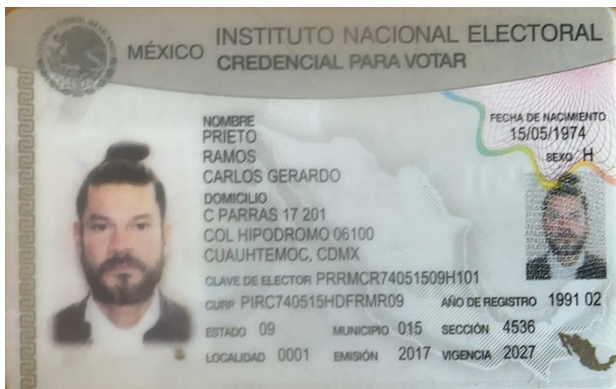 MÉXICO
INSTITUTO NACIONAL ELECTORAL
CREDENCIAL PARA VOTAR
NOMBRE
PRIETO
RAMOS
CARLOS GERARDO
FECHA DE NACIMIENTO
15/05/1974
SEXO H
DOMICILIO
C PARRAS 17 201
COL HIPODROMO 06100
CUAUHTEMOC, CDMX
CLAVE DE ELECTOR PRRMCR74051509H101
CURP PIRC740515HDFRMR09 AÑO DE REGISTRO 1991 02
ESTADO 09 MUNICIPIO 015 SECCIÓN 4536
LOCALIDAD 0001 EMISIÓN 2017 VIGENCIA 2027